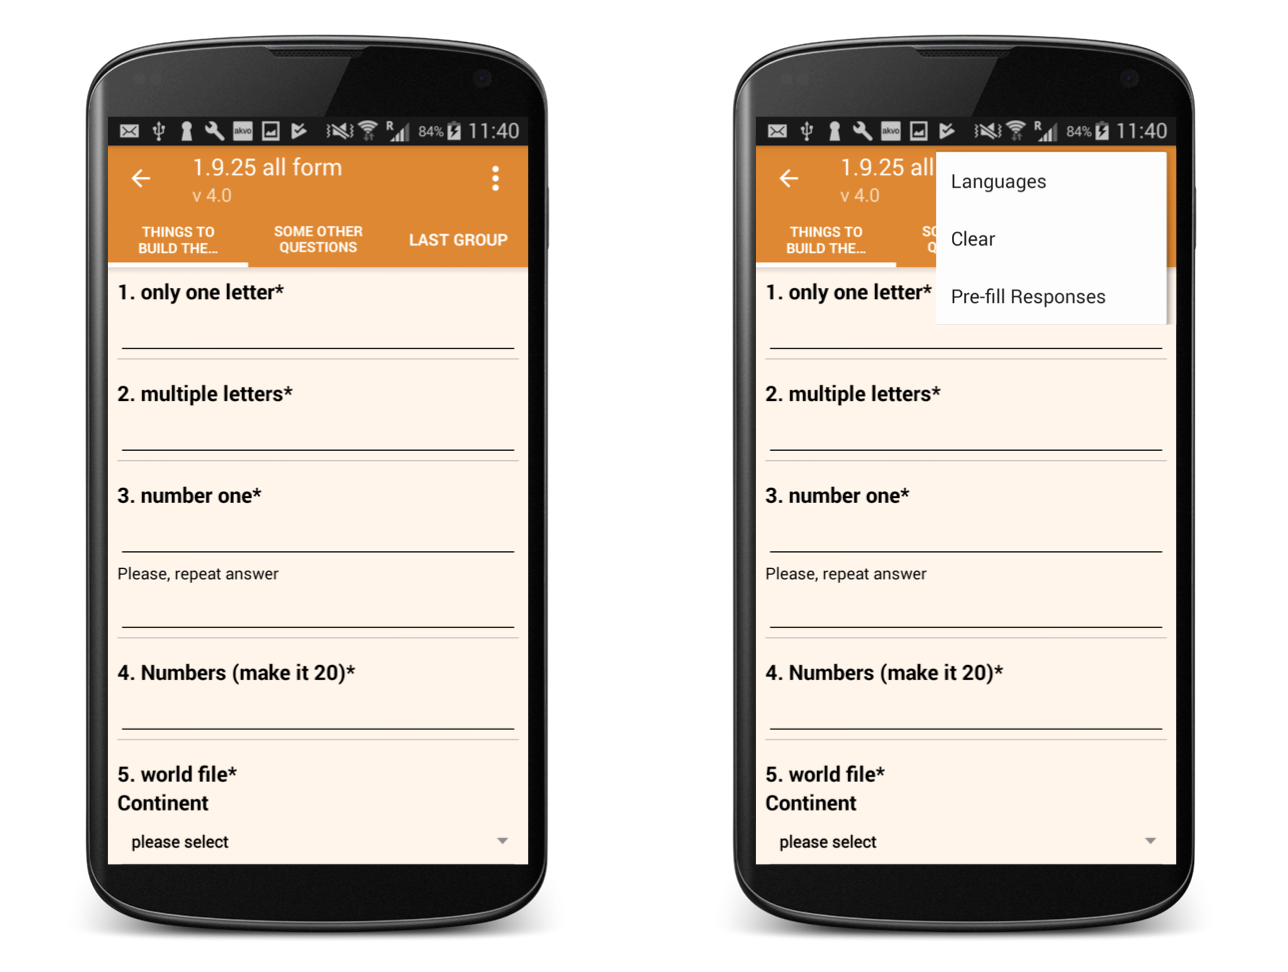 akvo
R
84%
11:40
1.9.25 all form
v 4.0
THINGS TO
BUILD THE...
SOME OTHER
QUESTIONS
LAST GROUP
1. only one letter*
2. multiple letters*
3. number one*
Please, repeat answer
4. Numbers (make it 20)*
5. world file*
Continent
please select
akvo
R
84%
11:40
1.9.25 all
v 4.0
THINGS TO
BUILD THE...
Languages
Clear
Pre-fill Responses
1. only one letter*
2. multiple letters*
3. number one*
Please, repeat answer
4. Numbers (make it 20)*
5. world file*
Continent
please select